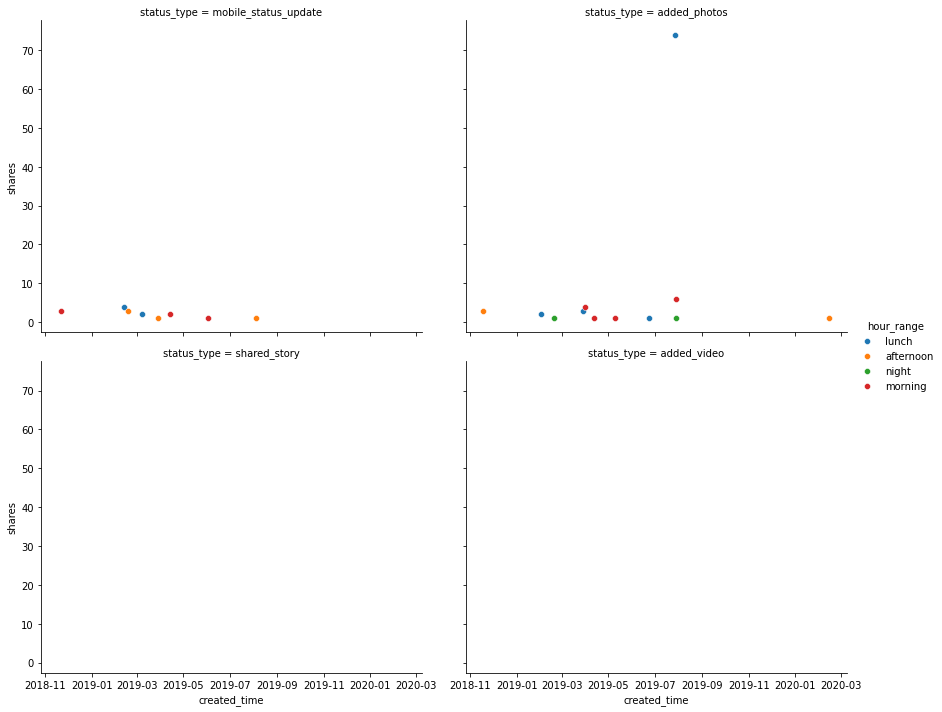 status_type = mobile_status_update
status_type = added_photos
70
60
50
40
30
20
10
0
shares
status_type = shared_story
status_type = added_video
hour_range
lunch
afternoon
night
morning
70
60
50
40
30
20
10
0
shares
2018-11 2019-01 2019-03 2019-05 2019-07 2019-09 2019-11 2020-01 2020-03
created_time
2018-11 2019-01 2019-03 2019-05 2019-07 2019-09 2019-11 2020-01 2020-03
created_time